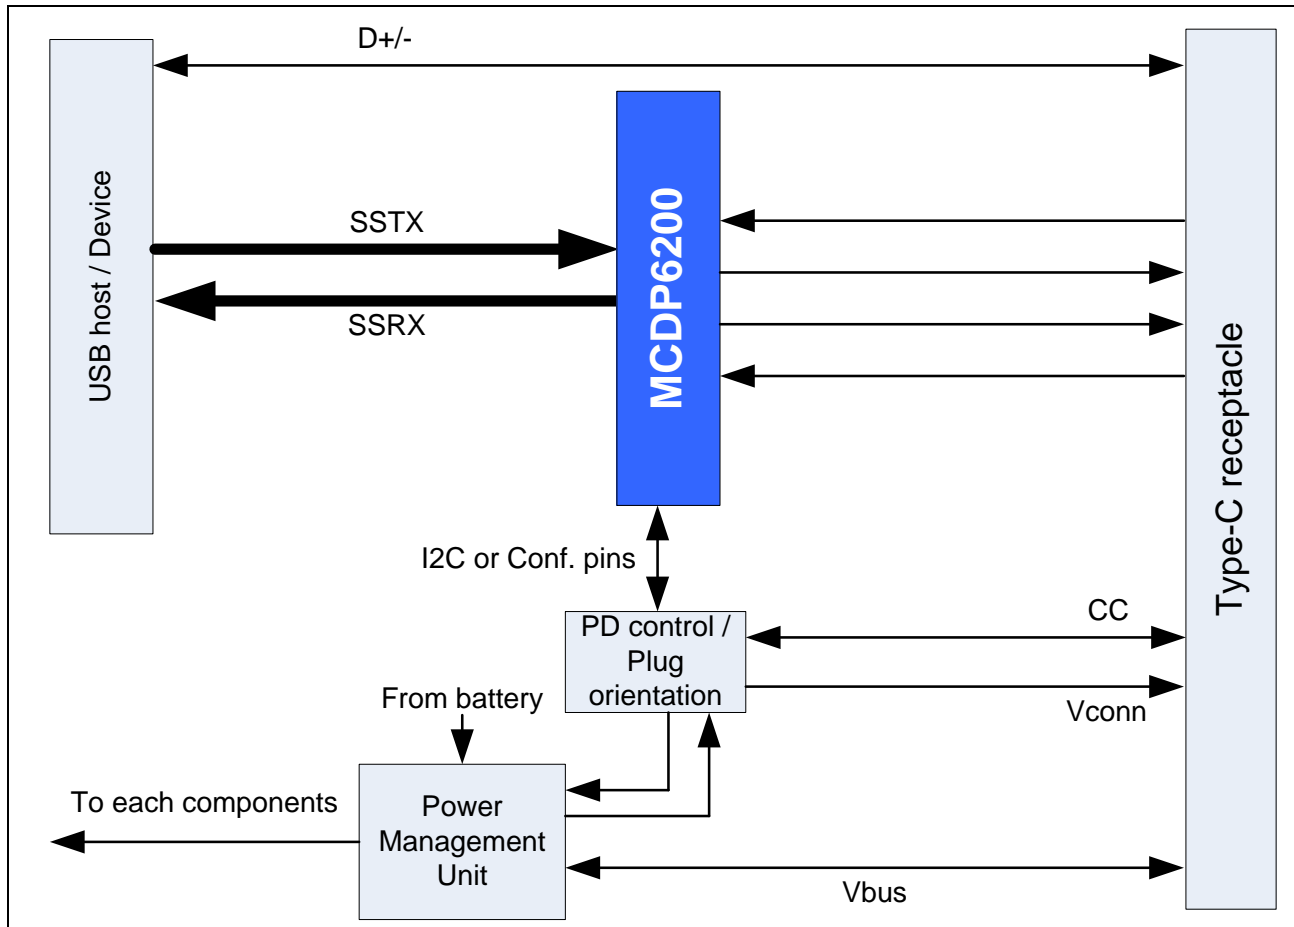 D+/-
USB host / Device
SSTX
SSRX
MCDP6200
Type-C receptacle
I2C or Conf. pins
PD control /
Plug
orientation
CC
Vconn
From battery
To each components
Power
Management
Unit
Vbus